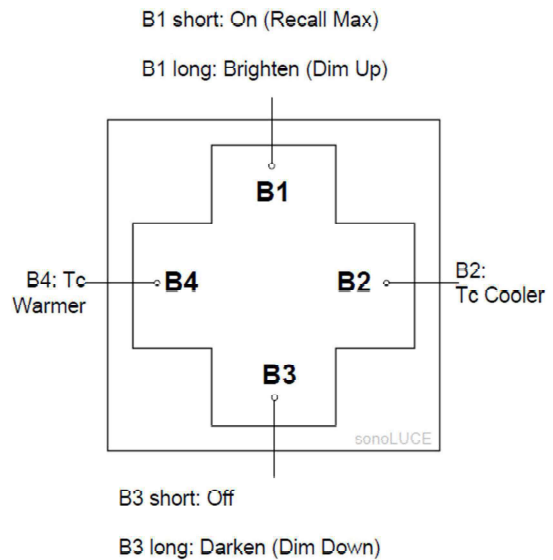 B1 short: On (Recall Max)
B1 long: Brighten (Dim Up)
B1
B4: Tc
Warmer
B4
B2
B2:
Tc Cooler
B3
sonoLUCE
B3 short: Off
B3 long: Darken (Dim Down)